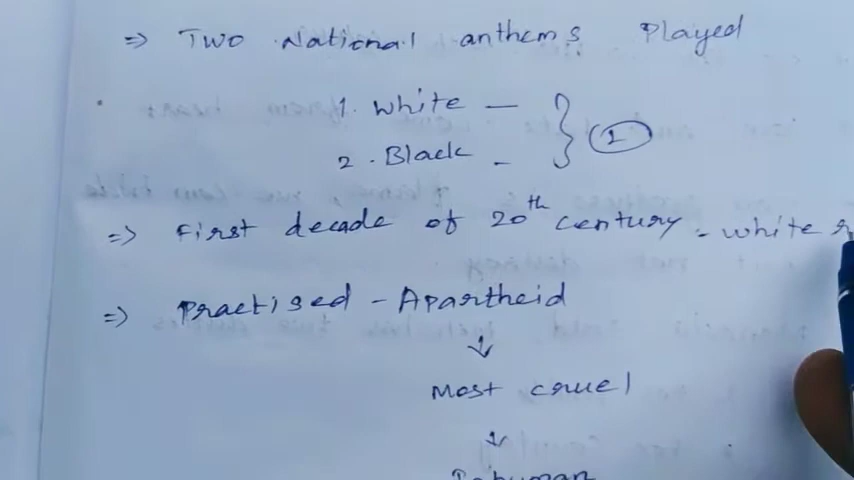 => Two National anthems Played
1. White —
2. Black - } 1
=> First decade of 20th century - white
=> Practised - Apartheid
↓
Most cruel
↓